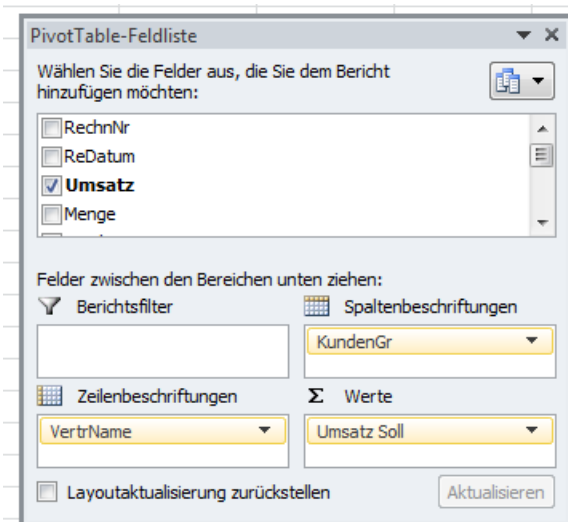 PivotTable-Feldliste
Wählen Sie die Felder aus, die Sie dem Bericht
hinzufügen möchten:
RechnNr
ReDatum
Umsatz
Menge
Felder zwischen den Bereichen unten ziehen:
Berichtsfilter
Spaltenbeschriftungen
KundenGr
Zeilenbeschriftungen
Σ Werte
VertrName
Umsatz Soll
Layoutaktualisierung zurückstellen
Aktualisieren